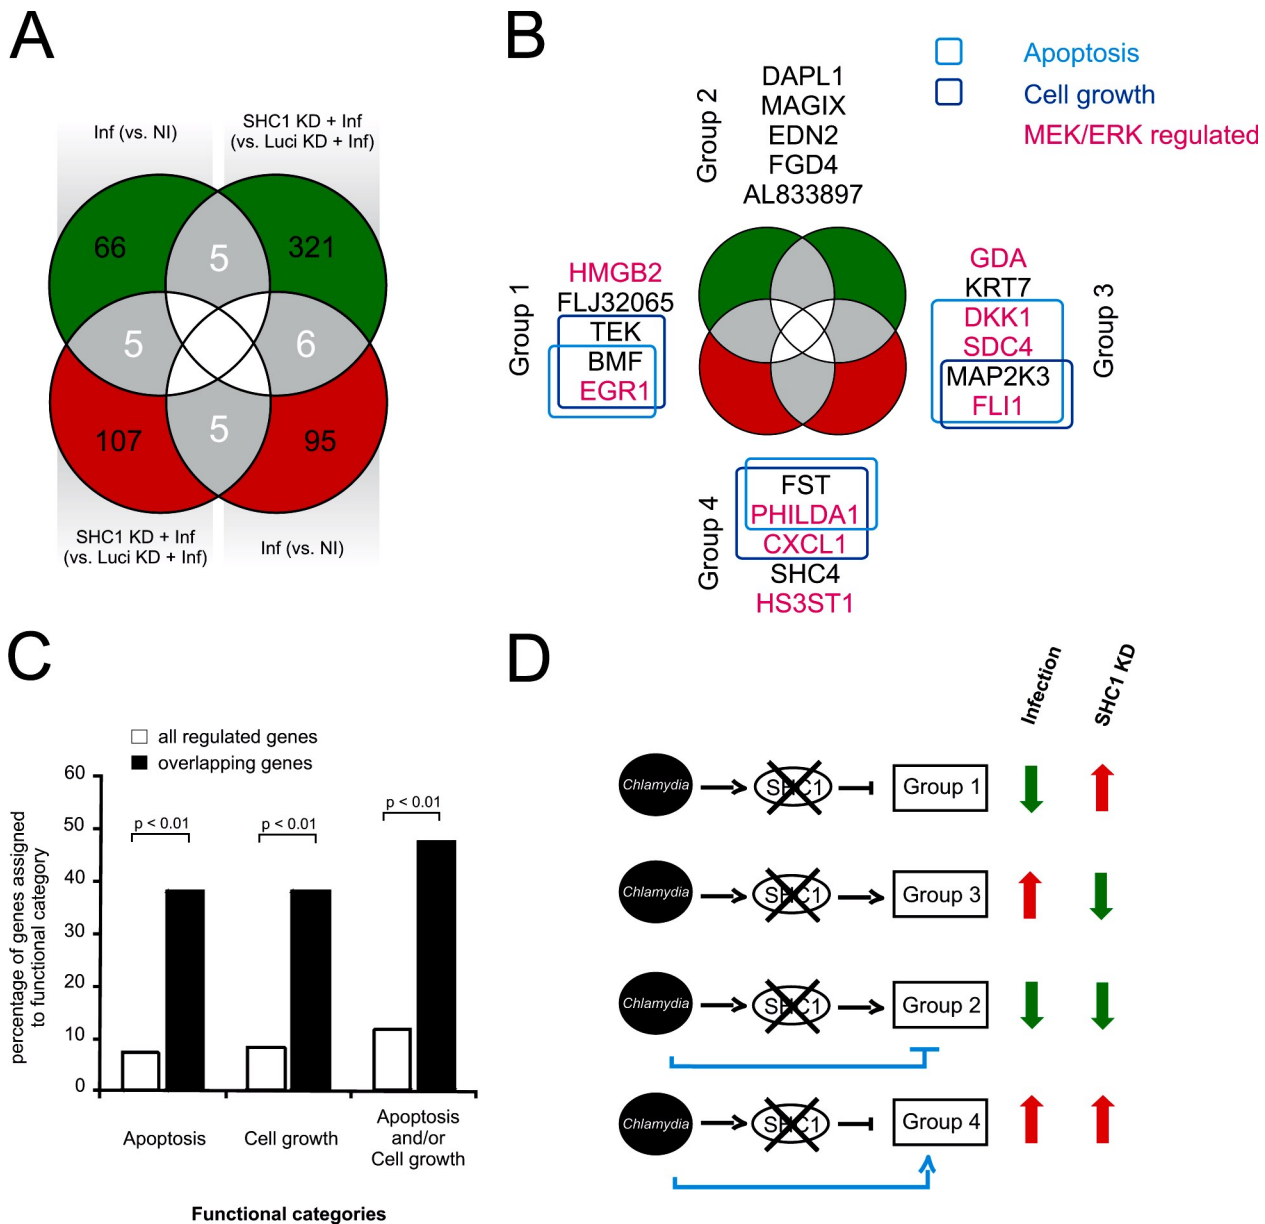 A
Inf (vs. NI)
SHC1 KD + Inf
(vs. Luci KD + Inf)
66
5
321
5
6
107
5
95
SHC1 KD + Inf
(vs. Luci KD + Inf)
Inf (vs. NI)
B
Apoptosis
Cell growth
MEK/ERK regulated
Group 2
DAPL1
MAGIX
EDN2
FGD4
AL833897
Group 1
HMGB2
FLJ32065
TEK
BMF
EGR1
GDA
KRT7
DKK1
SDC4
MAP2K3
FLI1
Group 3
Group 4
FST
PHILDA1
CXCL1
SHC4
HS3ST1
C
all regulated genes
overlapping genes
percentage of genes assigned
to functional category
60
50
40
30
20
10
0
p < 0.01
p < 0.01
p < 0.01
Apoptosis
Cell growth
Apoptosis
and/or
Cell growth
Functional categories
D
Infection
SHC1 KD
Chlamydia
SHC1
Group 1
Chlamydia
SHC1
Group 3
Chlamydia
SHC1
Group 2
Chlamydia
SHC1
Group 4